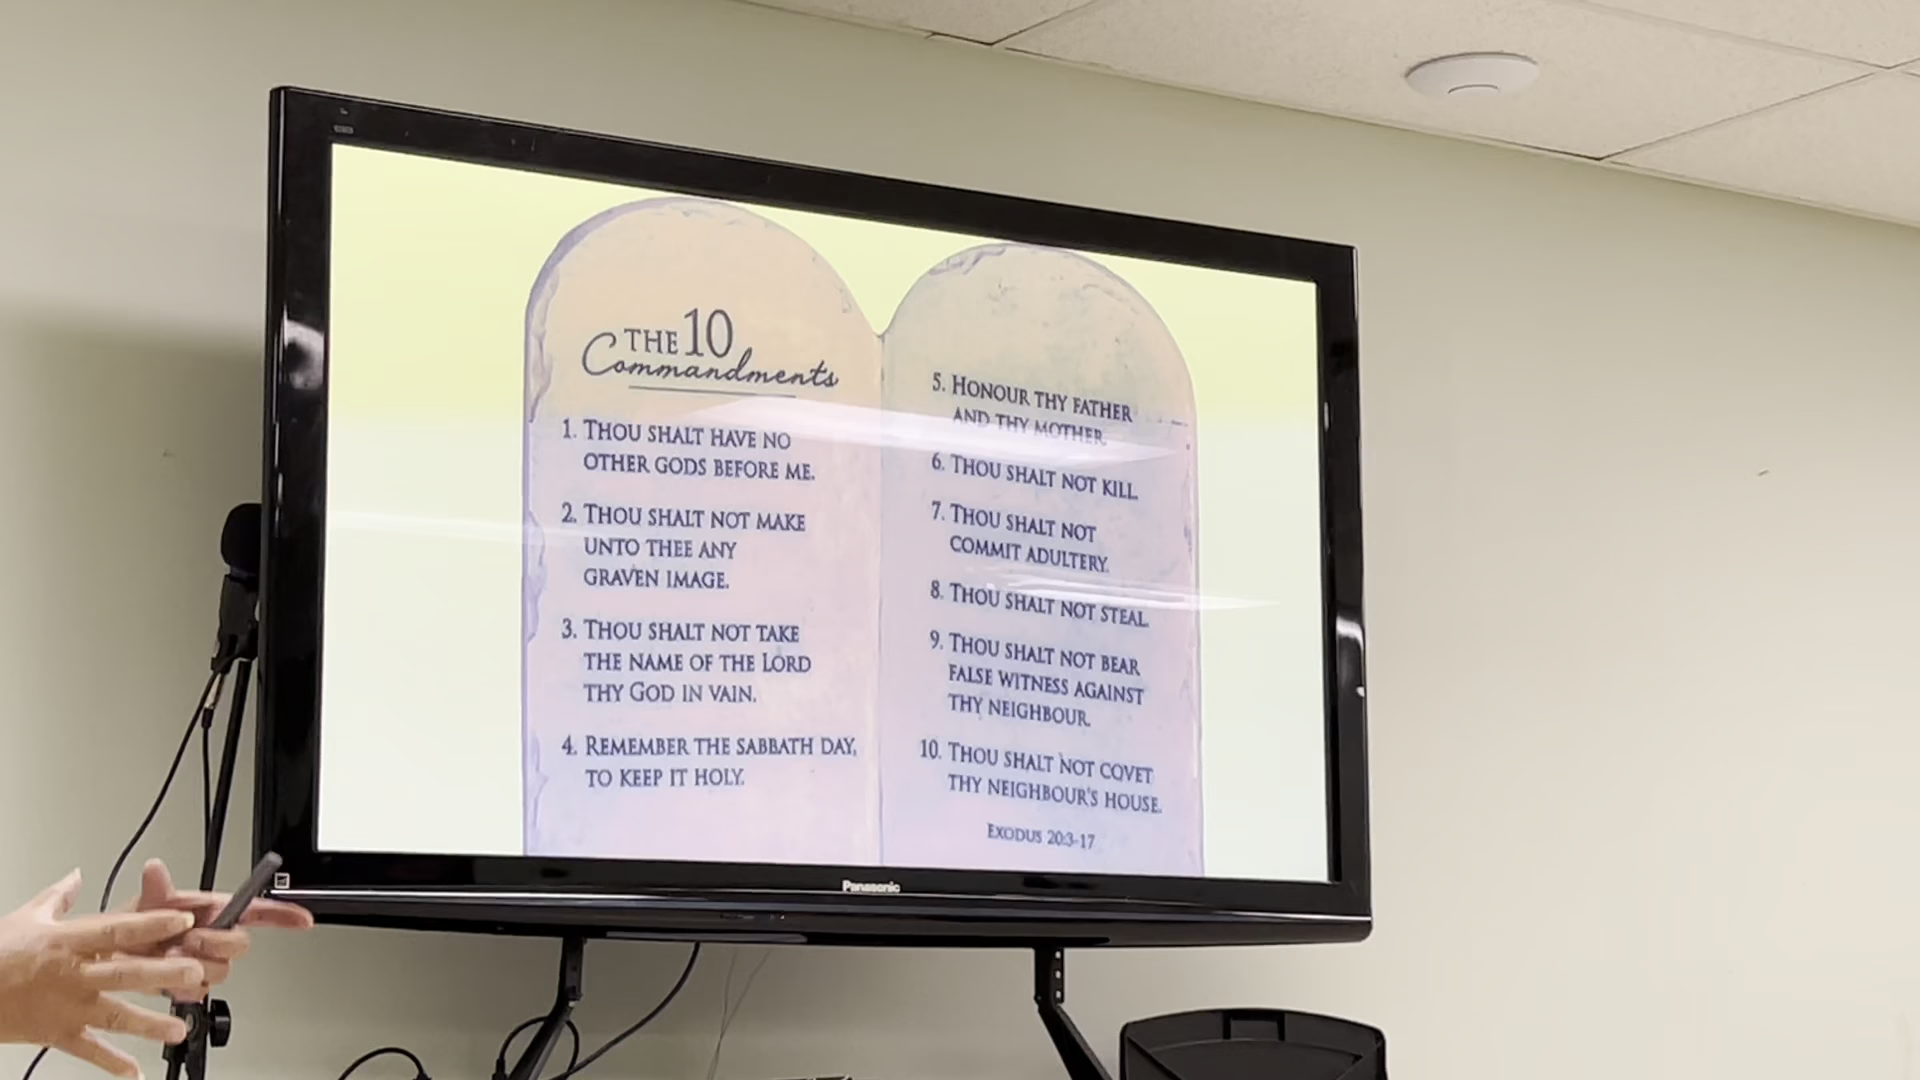 THE 10
Commandments
1. THOU SHALT HAVE NO
OTHER GODS BEFORE ME.
2. THOU SHALT NOT MAKE
UNTO THEE ANY
GRAVEN IMAGE.
3. THOU SHALT NOT TAKE
THE NAME OF THE LORD
THY GOD IN VAIN.
4. REMEMBER THE SABBATH DAY,
TO KEEP IT HOLY.
5. HONOUR THY FATHER
AND THY MOTHER.
6. THOU SHALT NOT KILL.
7. THOU SHALT NOT
COMMIT ADULTERY.
8. THOU SHALT NOT STEAL.
9. THOU SHALT NOT BEAR
FALSE WITNESS AGAINST
THY NEIGHBOUR.
10. THOU SHALT NOT COVET
THY NEIGHBOUR'S HOUSE.
EXODUS 20:3-17
Panasonic